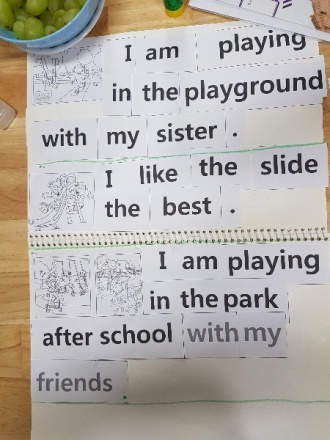 I am playing
in the playground
with my sister .
I like the slide
the best .
I am playing
in the park
after school with my
friends .